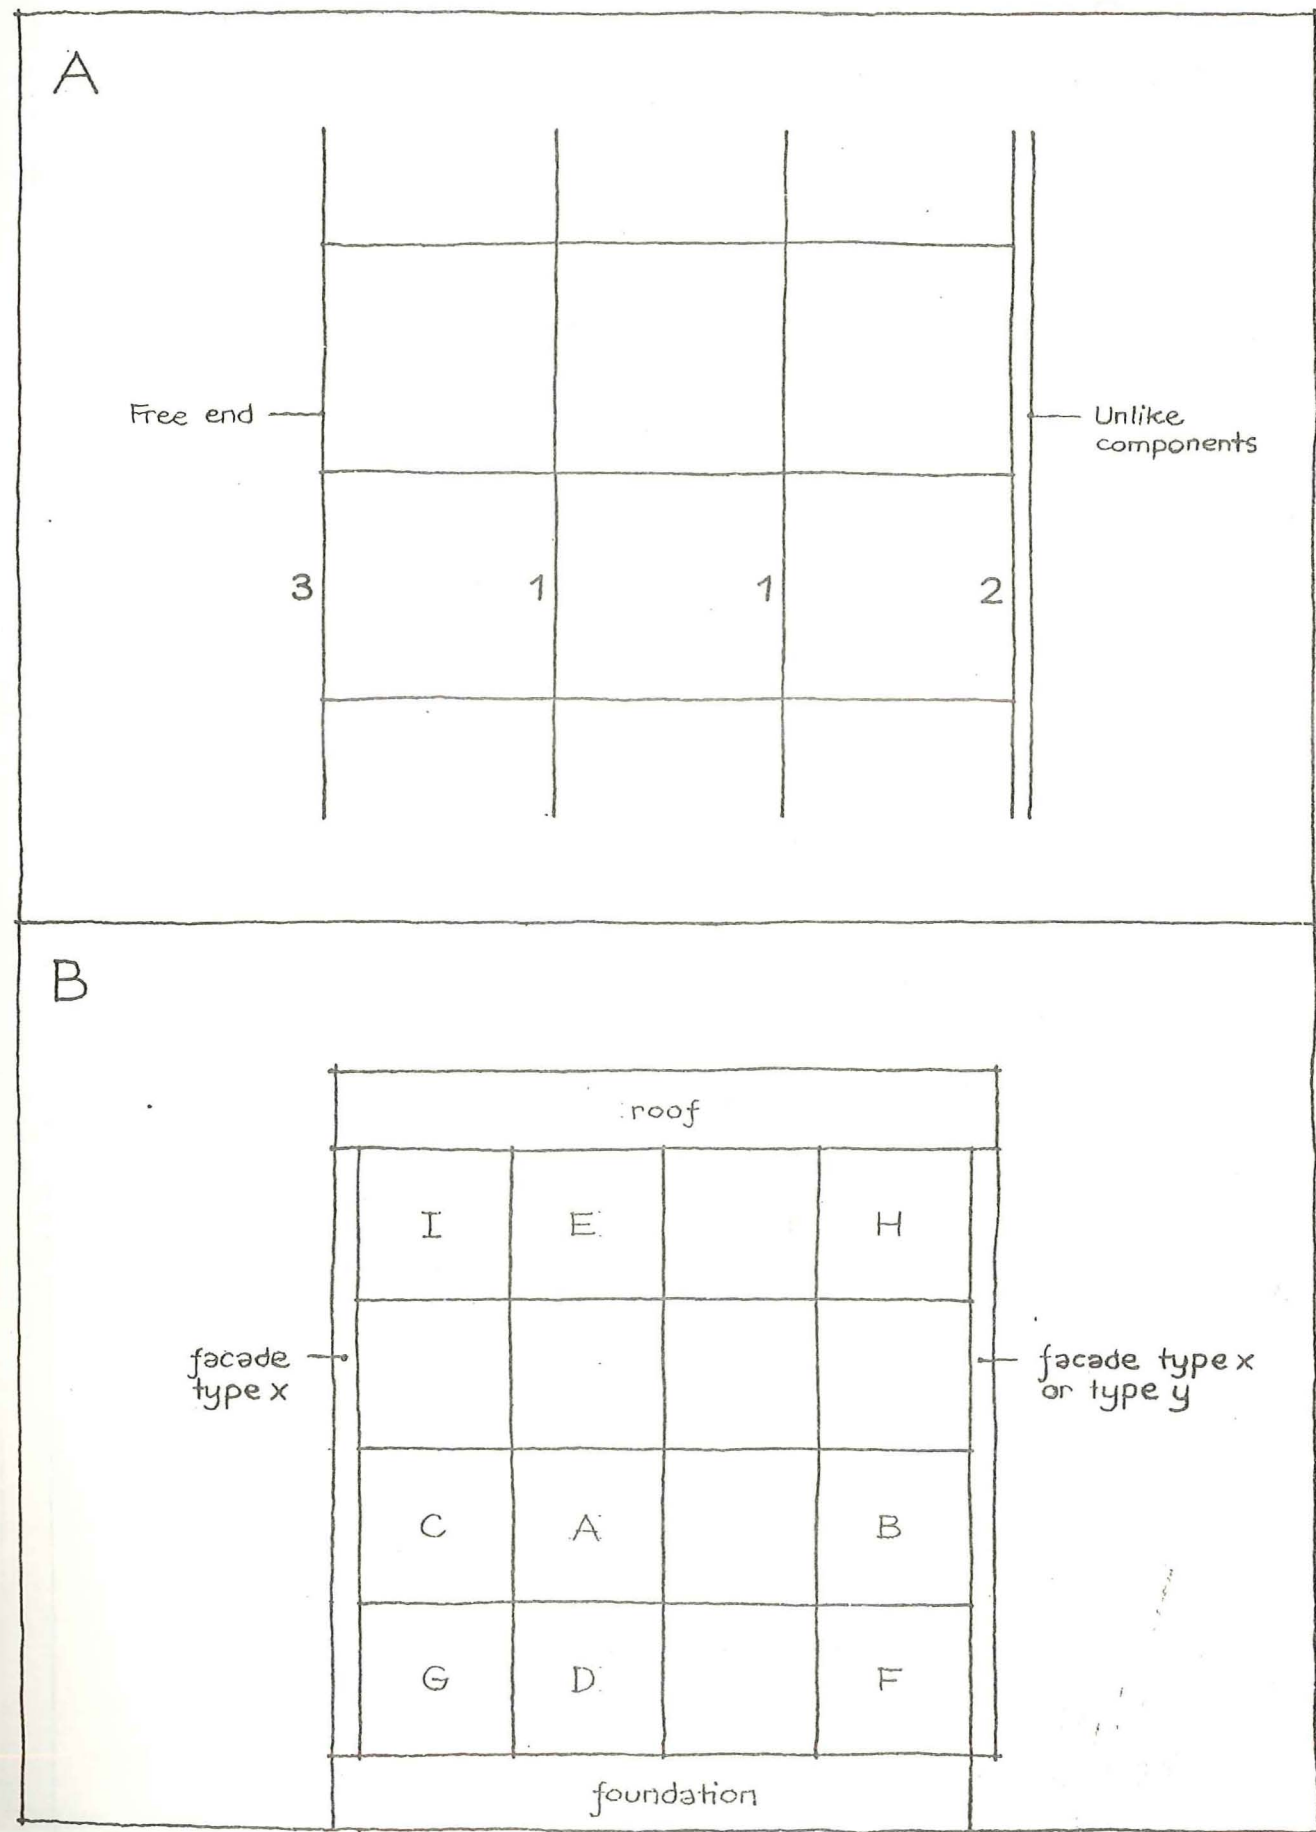 A
Free end
Unlike
components
3 1 1 2
B
roof
I E H
facade
type x
facade type x
or type y
C A B
G D F
foundation